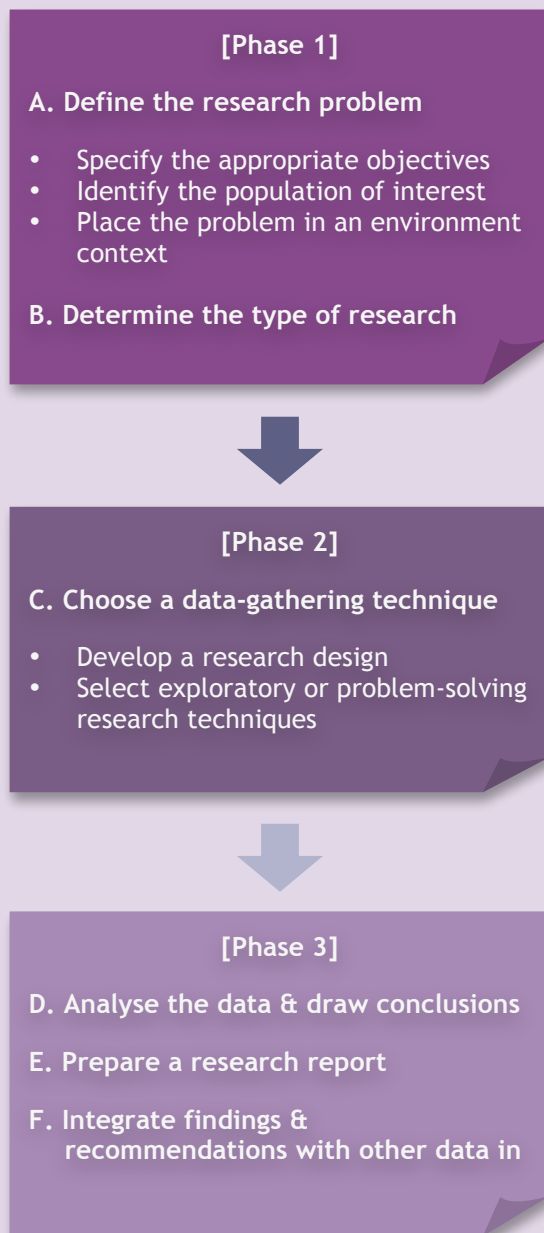 [Phase 1]
A. Define the research problem
• Specify the appropriate objectives
• Identify the population of interest
• Place the problem in an environment
context
B. Determine the type of research
[Phase 2]
C. Choose a data-gathering technique
• Develop a research design
• Select exploratory or problem-solving
research techniques
[Phase 3]
D. Analyse the data & draw conclusions
E. Prepare a research report
F. Integrate findings &
recommendations with other data in